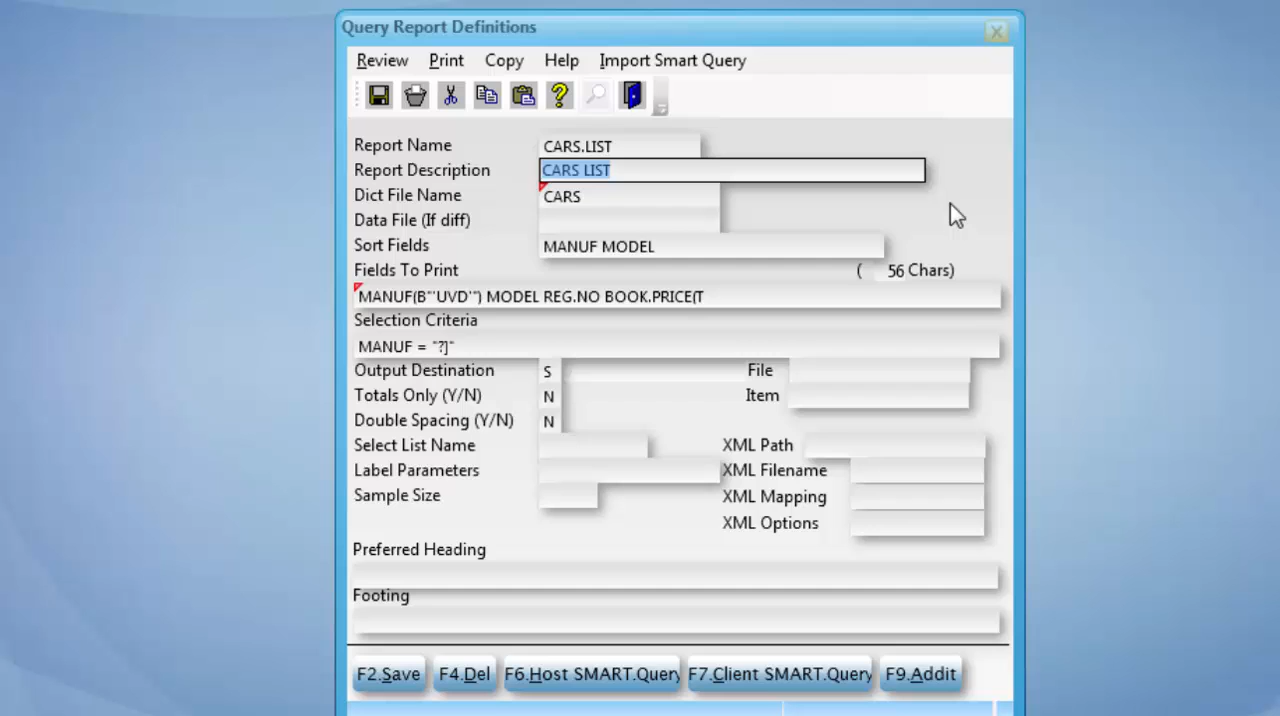 Query Report Definitions
Review Print Copy Help Import Smart Query
Report Name CARS.LIST
Report Description CARS LIST
Dict File Name CARS
Data File (If diff)
Sort Fields MANUF MODEL
Fields To Print ( 56 Chars)
MANUF(B"'UVD'") MODEL REG.NO BOOK.PRICE(T
Selection Criteria
MANUF = "?]"
Output Destination S File
Totals Only (Y/N) N Item
Double Spacing (Y/N) N
Select List Name XML Path
Label Parameters XML Filename
Sample Size XML Mapping
XML Options
Preferred Heading
Footing
F2.Save F4.Del F6.Host SMART.Query F7.Client SMART.Query F9.Addit